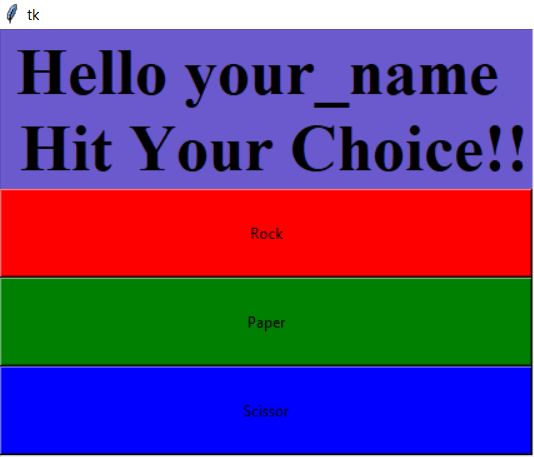 tk
Hello your_name
Hit Your Choice!!
Rock
Paper
Scissor